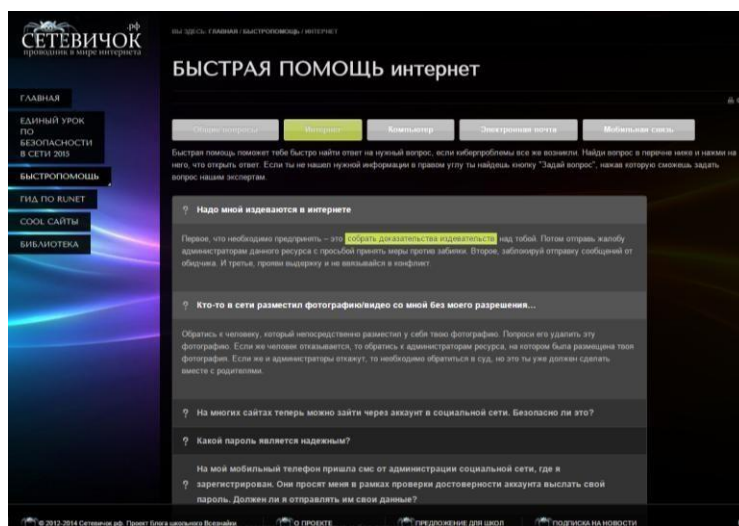 .рф
СЕТЕВИЧОК
проводник в мире интернета
ВЫ ЗДЕСЬ: ГЛАВНАЯ / БЫСТРОПОМОЩЬ / ИНТЕРНЕТ
БЫСТРАЯ ПОМОЩЬ интернет
ГЛАВНАЯ
ЕДИНЫЙ УРОК
ПО
БЕЗОПАСНОСТИ
В СЕТИ 2015
БЫСТРОПОМОЩЬ
ГИД ПО RUNET
COOL САЙТЫ
БИБЛИОТЕКА
Общие вопросы Интернет Компьютер Электронная почта Мобильная связь
Быстрая помощь поможет тебе быстро найти ответ на нужный вопрос, если киберпроблемы все же возникли. Найди вопрос в перечне ниже и нажми на
него, что открыть ответ. Если ты не нашел нужной информации в правом углу ты найдешь кнопку "Задай вопрос", нажав которую сможешь задать
вопрос нашим экспертам.
? Надо мной издеваются в интернете
Первое, что необходимо предпринять – это собрать доказательства издевательств над тобой. Потом отправь жалобу
администраторам данного ресурса с просьбой принять меры против забияки. Второе, заблокируй отправку сообщений от
обидчика. И третье, прояви выдержку и не ввязывайся в конфликт.
? Кто-то в сети разместил фотографию/видео со мной без моего разрешения...
Обратись к человеку, который непосредственно разместил у себя твою фотографию. Попроси его удалить эту
фотографию. Если же человек отказывается, то обратись к администраторам ресурса, на котором была размещена твоя
фотография. Если же и администраторы откажут, то необходимо обратиться в суд, но это ты уже должен сделать
вместе с родителями.
? На многих сайтах теперь можно зайти через аккаунт в социальной сети. Безопасно ли это?
? Какой пароль является надежным?
На мой мобильный телефон пришла смс от администрации социальной сети, где я
? зарегистрирован. Они просят меня в рамках проверки достоверности аккаунта выслать свой
пароль. Должен ли я отправлять им свои данные?
© 2012-2014 Сетевичок.рф. Проект Блога школьного Всезнайки О ПРОЕКТЕ ПРЕДЛОЖЕНИЕ ДЛЯ ШКОЛ ПОДПИСКА НА НОВОСТИ